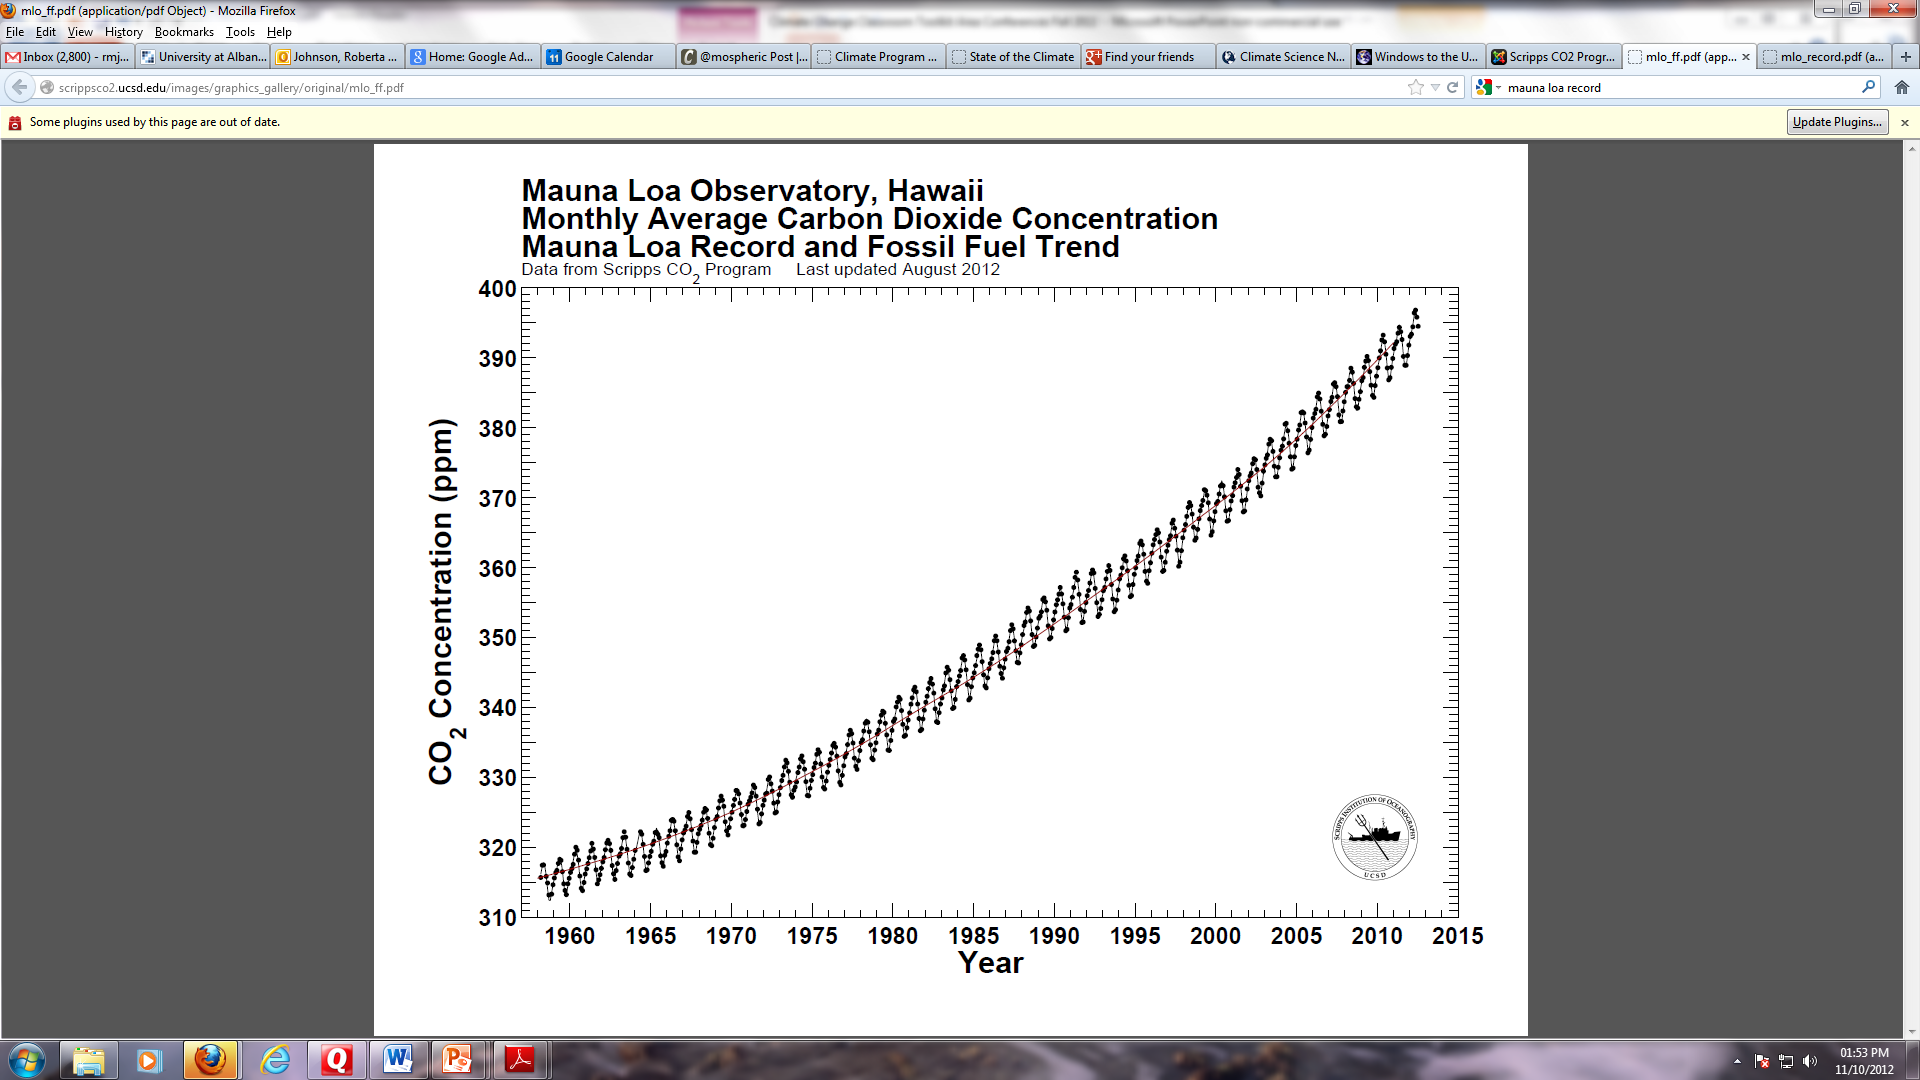 mlo_ff.pdf (application/pdf Object) - Mozilla Firefox
File Edit View History Bookmarks Tools Help
Inbox (2,800) - rmj... University at Alban... Johnson, Roberta ... Home: Google Ad... Google Calendar @mospheric Post |... Climate Program ... State of the Climate Find your friends Climate Science N... Windows to the U... Scripps CO2 Progr... mlo_ff.pdf (app... mlo_record.pdf (a...
scrippsco2.ucsd.edu/images/graphics_gallery/original/mlo_ff.pdf mauna loa record
Some plugins used by this page are out of date. Update Plugins...
Mauna Loa Observatory, Hawaii
Monthly Average Carbon Dioxide Concentration
Mauna Loa Record and Fossil Fuel Trend
Data from Scripps CO2 Program Last updated August 2012
CO2 Concentration (ppm)
400
390
380
370
360
350
340
330
320
310
SCRIPPS INSTITUTION OF OCEANOGRAPHY
UCSD
1960 1965 1970 1975 1980 1985 1990 1995 2000 2005 2010 2015
Year
01:53 PM
11/10/2012